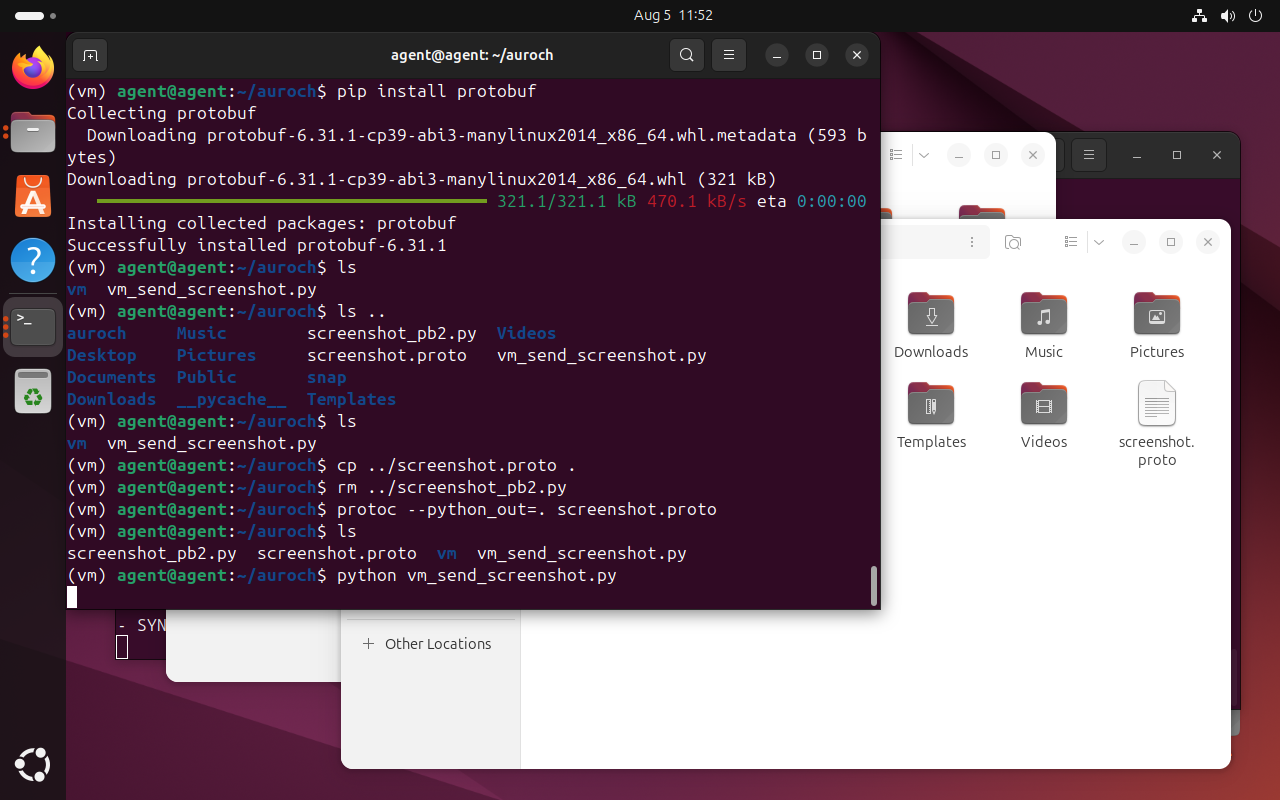 Aug 5 11:52
agent@agent: ~/auroch
(vm) agent@agent:~/auroch$ pip install protobuf
Collecting protobuf
  Downloading protobuf-6.31.1-cp39-abi3-manylinux2014_x86_64.whl.metadata (593 b
ytes)
Downloading protobuf-6.31.1-cp39-abi3-manylinux2014_x86_64.whl (321 kB)
321.1/321.1 kB 470.1 kB/s eta 0:00:00
Installing collected packages: protobuf
Successfully installed protobuf-6.31.1
(vm) agent@agent:~/auroch$ ls
vm  vm_send_screenshot.py
(vm) agent@agent:~/auroch$ ls ..
auroch     Music        screenshot_pb2.py  Videos
Desktop    Pictures     screenshot.proto   vm_send_screenshot.py
Documents  Public       snap
Downloads  __pycache__  Templates
(vm) agent@agent:~/auroch$ ls
vm  vm_send_screenshot.py
(vm) agent@agent:~/auroch$ cp ../screenshot.proto .
(vm) agent@agent:~/auroch$ rm ../screenshot_pb2.py
(vm) agent@agent:~/auroch$ protoc --python_out=. screenshot.proto
(vm) agent@agent:~/auroch$ ls
screenshot_pb2.py  screenshot.proto  vm  vm_send_screenshot.py
(vm) agent@agent:~/auroch$ python vm_send_screenshot.py
- SYN
Downloads
Music
Pictures
Templates
Videos
screenshot.
proto
Other Locations